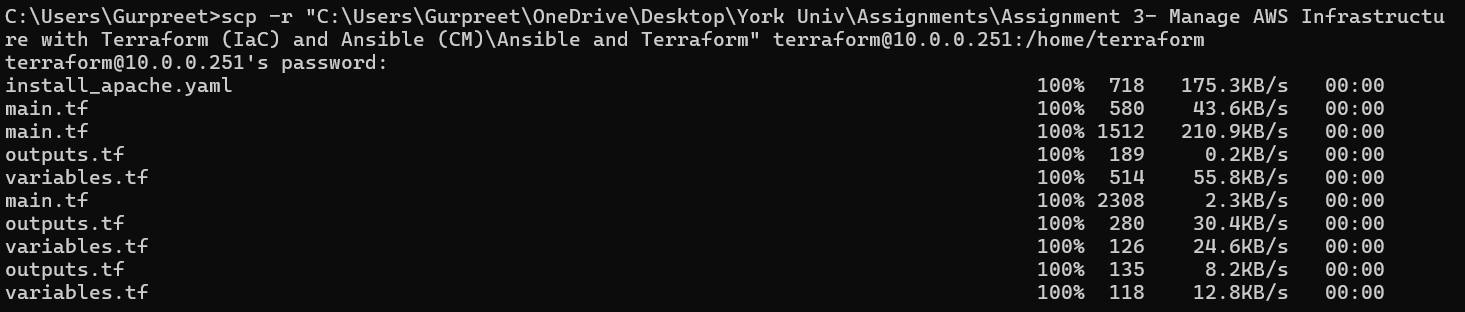 C:\Users\Gurpreet>scp -r "C:\Users\Gurpreet\OneDrive\Desktop\York Univ\Assignments\Assignment 3- Manage AWS Infrastructu
re with Terraform (IaC) and Ansible (CM)\Ansible and Terraform" terraform@10.0.0.251:/home/terraform
terraform@10.0.0.251's password:
install_apache.yaml 100% 718 175.3KB/s 00:00
main.tf 100% 580 43.6KB/s 00:00
main.tf 100% 1512 210.9KB/s 00:00
outputs.tf 100% 189 0.2KB/s 00:00
variables.tf 100% 514 55.8KB/s 00:00
main.tf 100% 2308 2.3KB/s 00:00
outputs.tf 100% 280 30.4KB/s 00:00
variables.tf 100% 126 24.6KB/s 00:00
outputs.tf 100% 135 8.2KB/s 00:00
variables.tf 100% 118 12.8KB/s 00:00